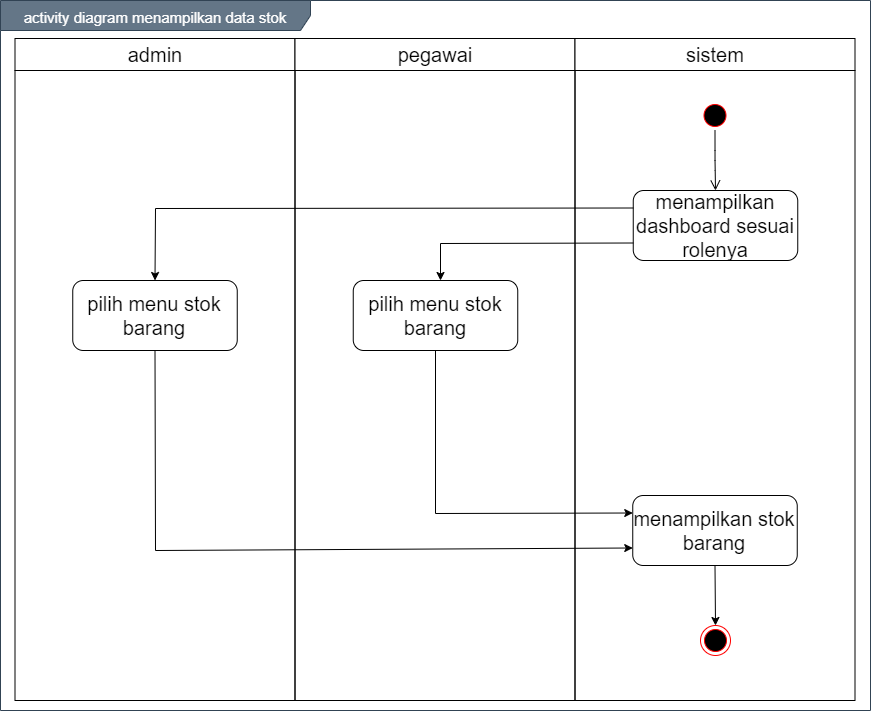 activity diagram menampilkan data stok
admin
pegawai
sistem
menampilkan
dashboard sesuai
rolenya
pilih menu stok
barang
pilih menu stok
barang
menampilkan stok
barang